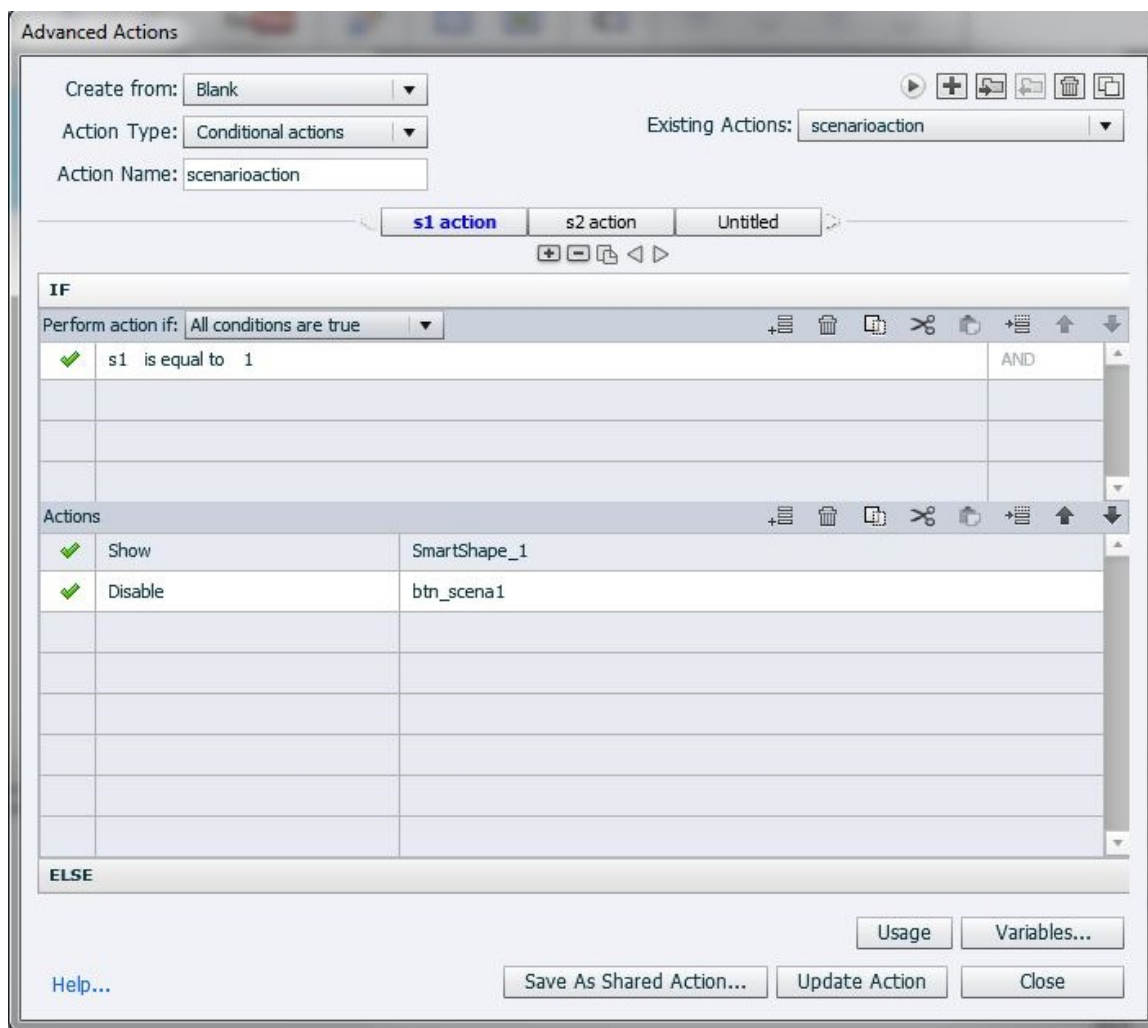 Advanced Actions
Create from: Blank
Action Type: Conditional actions
Existing Actions: scenarioaction
Action Name: scenarioaction
s1 action s2 action Untitled
IF
Perform action if: All conditions are true
s1 is equal to 1 AND
Actions
Show SmartShape_1
Disable btn_scena1
ELSE
Usage Variables...
Help... Save As Shared Action... Update Action Close